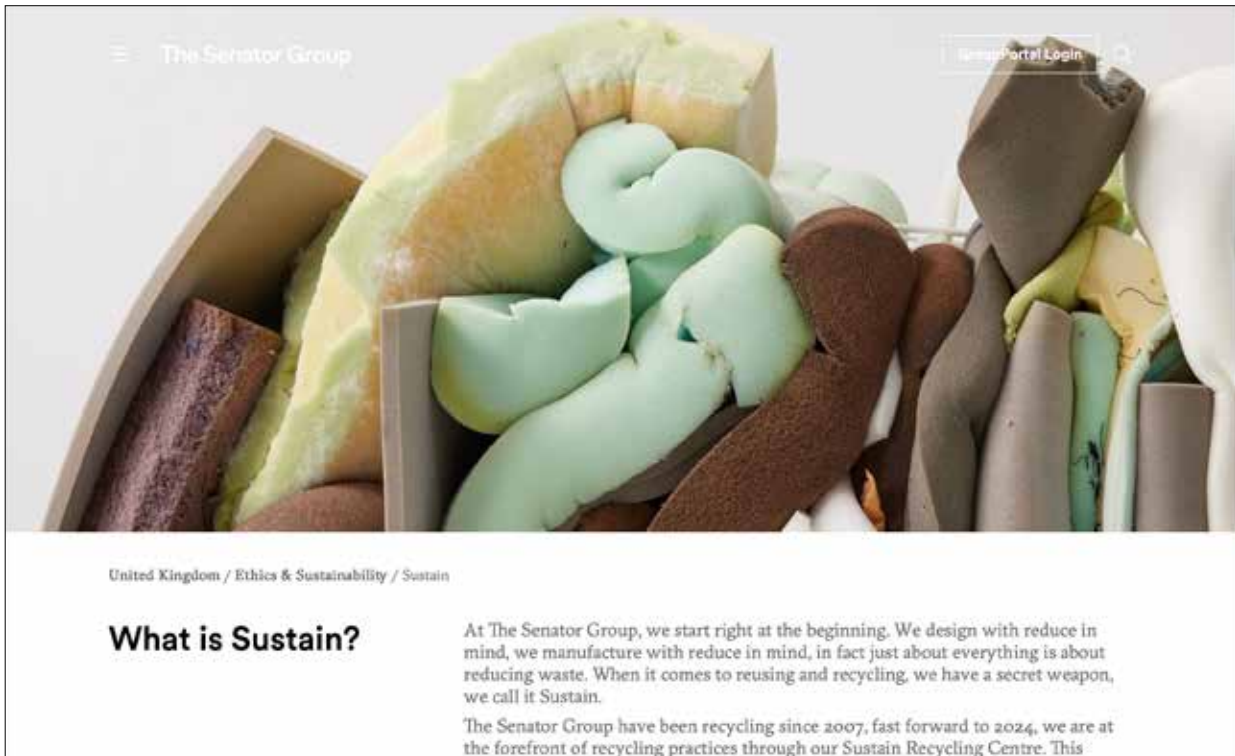 The Senator Group
GroupPortal Login
United Kingdom / Ethics & Sustainability / Sustain
What is Sustain?
At The Senator Group, we start right at the beginning. We design with reduce in
mind, we manufacture with reduce in mind, in fact just about everything is about
reducing waste. When it comes to reusing and recycling, we have a secret weapon,
we call it Sustain.
The Senator Group have been recycling since 2007, fast forward to 2024, we are at
the forefront of recycling practices through our Sustain Recycling Centre. This